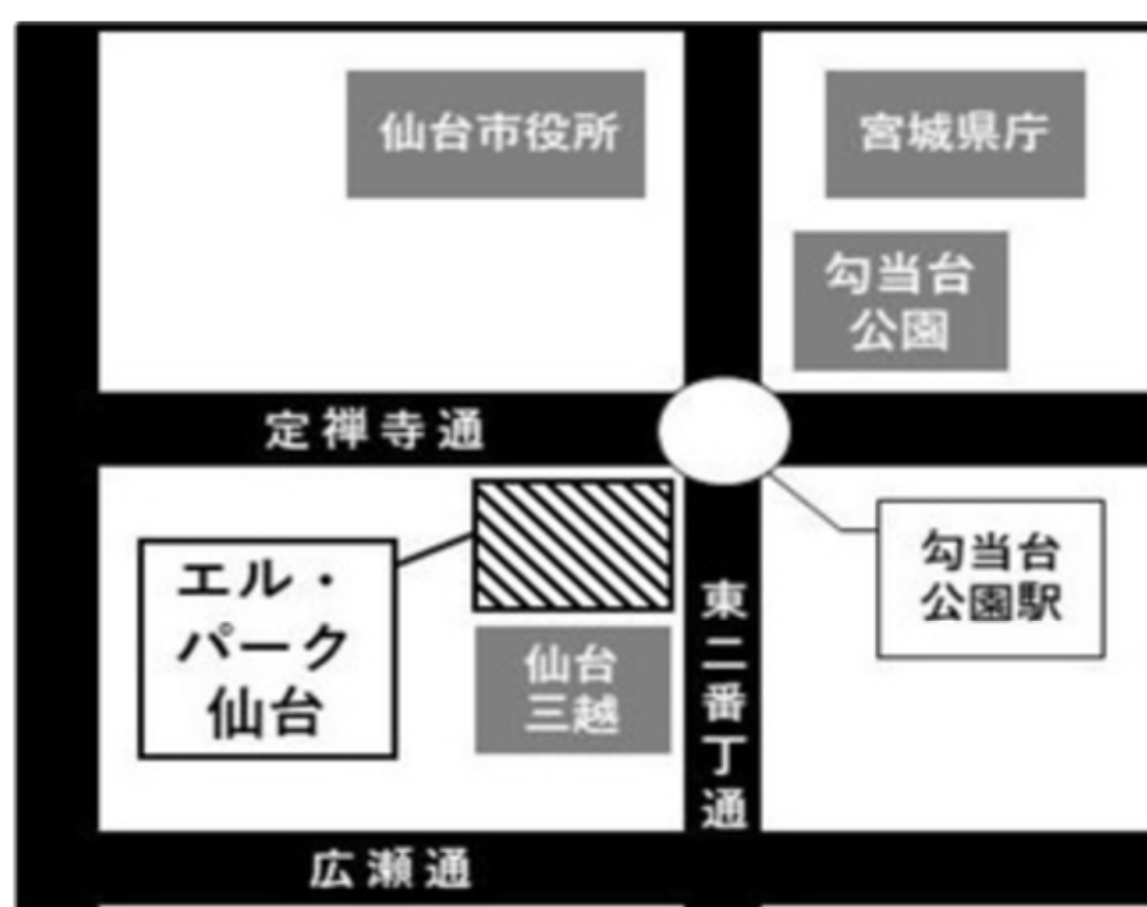 仙台市役所
宮城県庁
勾当台
公園
定禅寺通
エル・
パーク
仙台
仙台
三越
東二番丁通
勾当台
公園駅
広瀬通